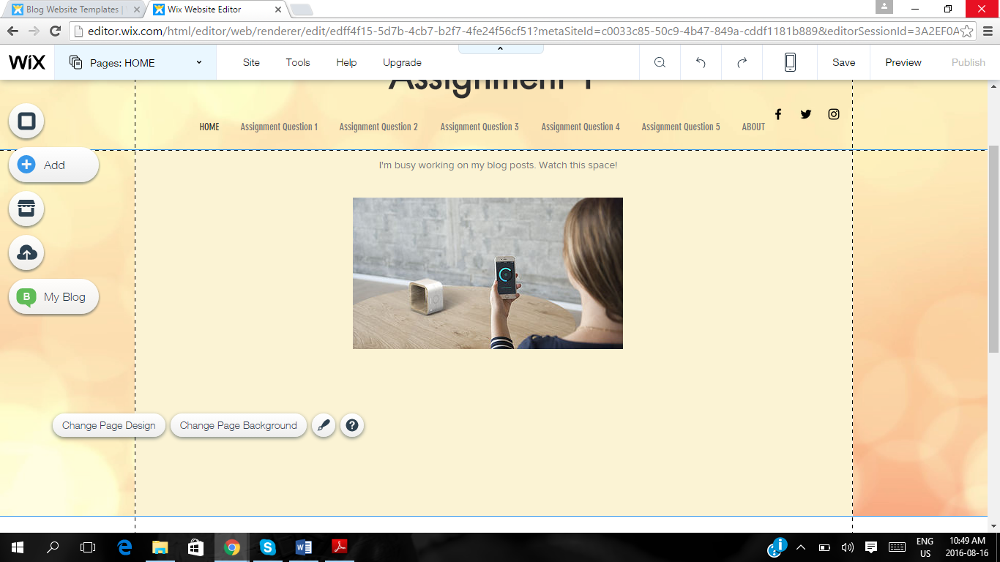 Blog Website Templates |
Wix Website Editor
editor.wix.com/html/editor/web/renderer/edit/edff4f15-5d7b-4cb7-b2f7-4fe24f56cf51?metaSiteId=c0033c85-50c9-4b47-849a-cddf1181b889&editorSessionId=3A2EF0A
WiX Pages: HOME Site Tools Help Upgrade Save Preview Publish
Assignment 1
HOME Assignment Question 1 Assignment Question 2 Assignment Question 3 Assignment Question 4 Assignment Question 5 ABOUT
Add
I'm busy working on my blog posts. Watch this space!
B My Blog
Change Page Design Change Page Background ?
ENG 10:49 AM
US 2016-08-16